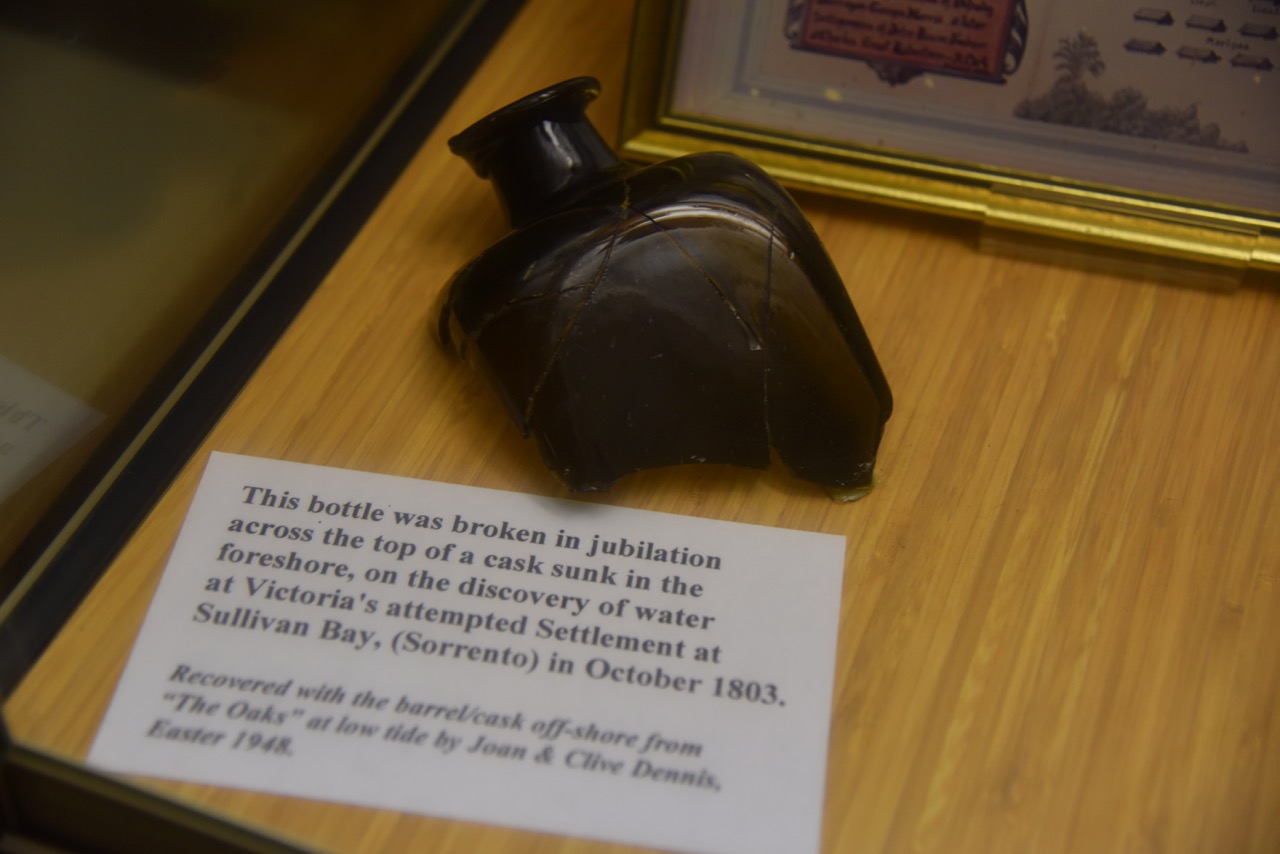 This bottle was broken in jubilation
across the top of a cask sunk in the
foreshore, on the discovery of water
at Victoria's attempted Settlement at
Sullivan Bay, (Sorrento) in October 1803.
Recovered with the barrel/cask off-shore from
“The Oaks” at low tide by Joan & Clive Dennis,
Easter 1948.